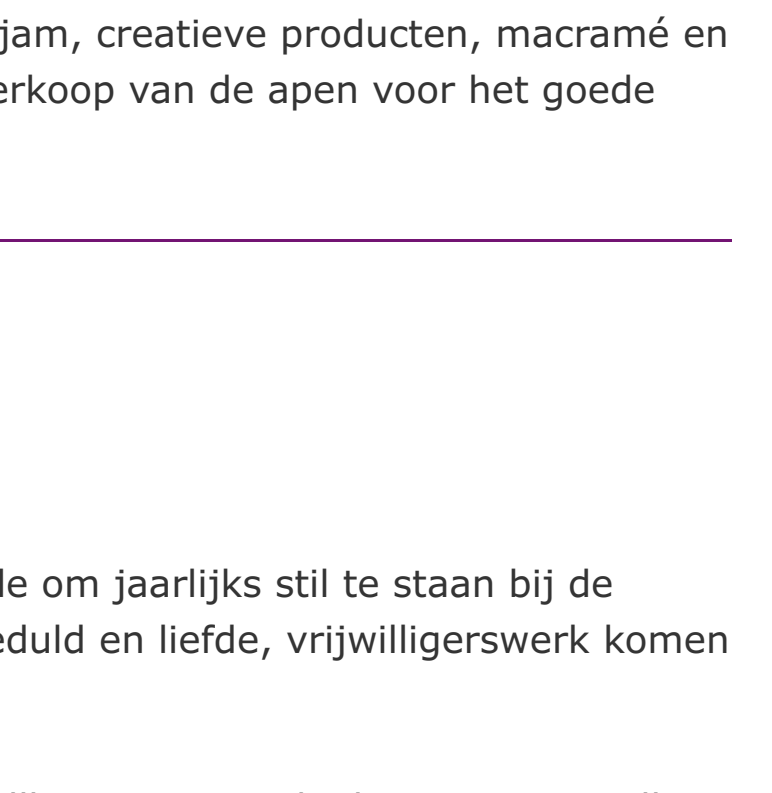 jam, creatieve producten, macramé en
erkoop van de apen voor het goede
de om jaarlijks stil te staan bij de
eduld en liefde, vrijwilligerswerk komen